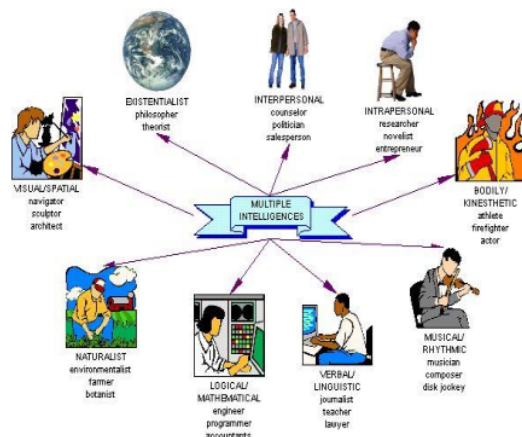 EXISTENTIALIST
philosopher
theorist
INTERPERSONAL
counselor
politician
salesperson
INTRAPERSONAL
researcher
novelist
entrepreneur
VISUAL/SPATIAL
navigator
sculptor
architect
MULTIPLE
INTELLIGENCES
BODILY/
KINESTHETIC
athlete
firefighter
actor
NATURALIST
environmentalist
farmer
botanist
LOGICAL/
MATHEMATICAL
engineer
programmer
accountants
VERBAL/
LINGUISTIC
journalist
teacher
lawyer
MUSICAL/
RHYTHMIC
musician
composer
disk jockey